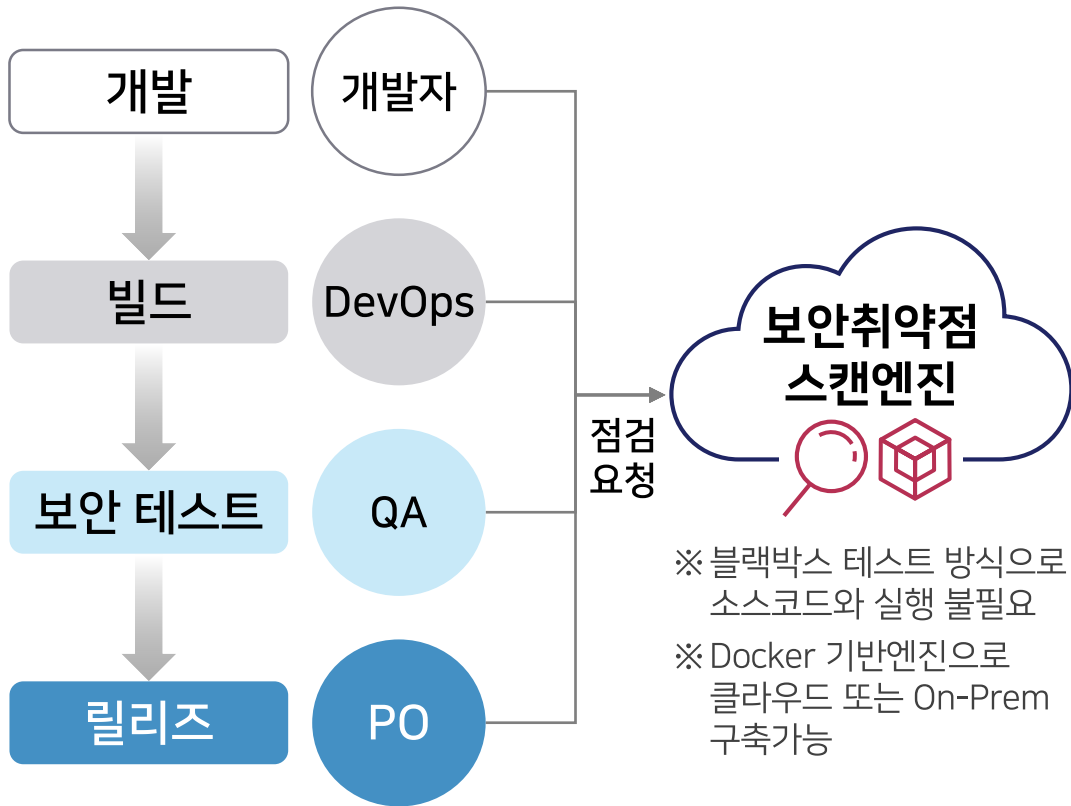 개발
개발자
빌드
DevOps
보안 테스트
QA
릴리즈
PO
점검
요청
보안취약점
스캔엔진
※ 블랙박스 테스트 방식으로
소스코드와 실행 불필요
※ Docker 기반엔진으로
클라우드 또는 On-Prem
구축가능